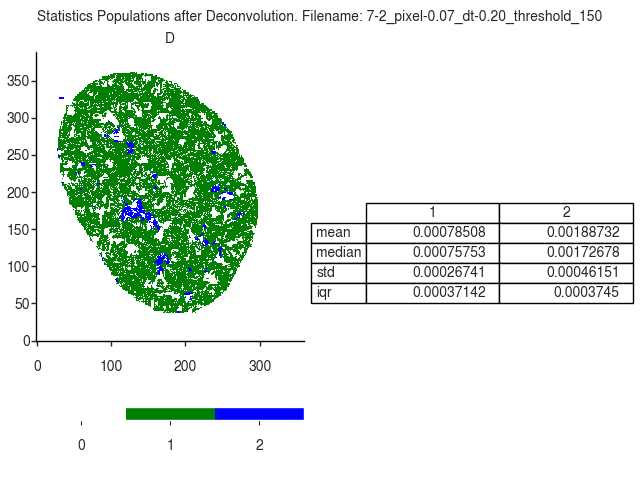 Statistics Populations after Deconvolution. Filename: 7-2_pixel-0.07_dt-0.20_threshold_150
D
350
300
250
200
150
100
50
0
0 100 200 300
1 2
mean 0.00078508 0.00188732
median 0.00075753 0.00172678
std 0.00026741 0.00046151
iqr 0.00037142 0.0003745
0 1 2